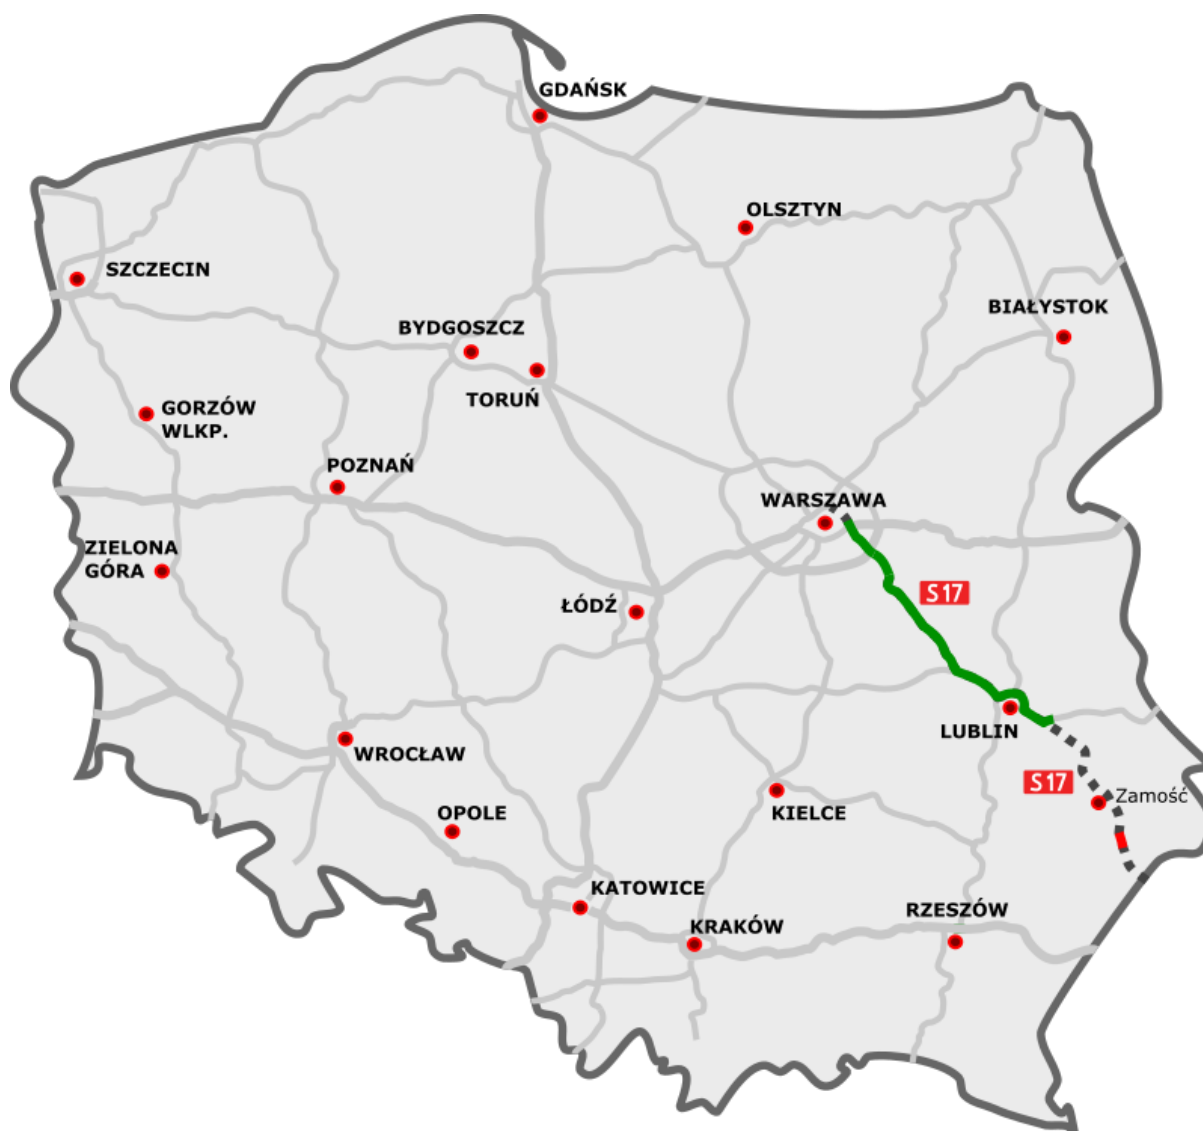 GDAŃSK
OLSZTYN
SZCZECIN
BIAŁYSTOK
BYDGOSZCZ
TORUŃ
GORZÓW
WLKP.
POZNAŃ
WARSZAWA
ZIELONA
GÓRA
S17
ŁÓDŹ
LUBLIN
WROCŁAW
S17
Zamość
OPOLE
KIELCE
KATOWICE
RZESZÓW
KRAKÓW